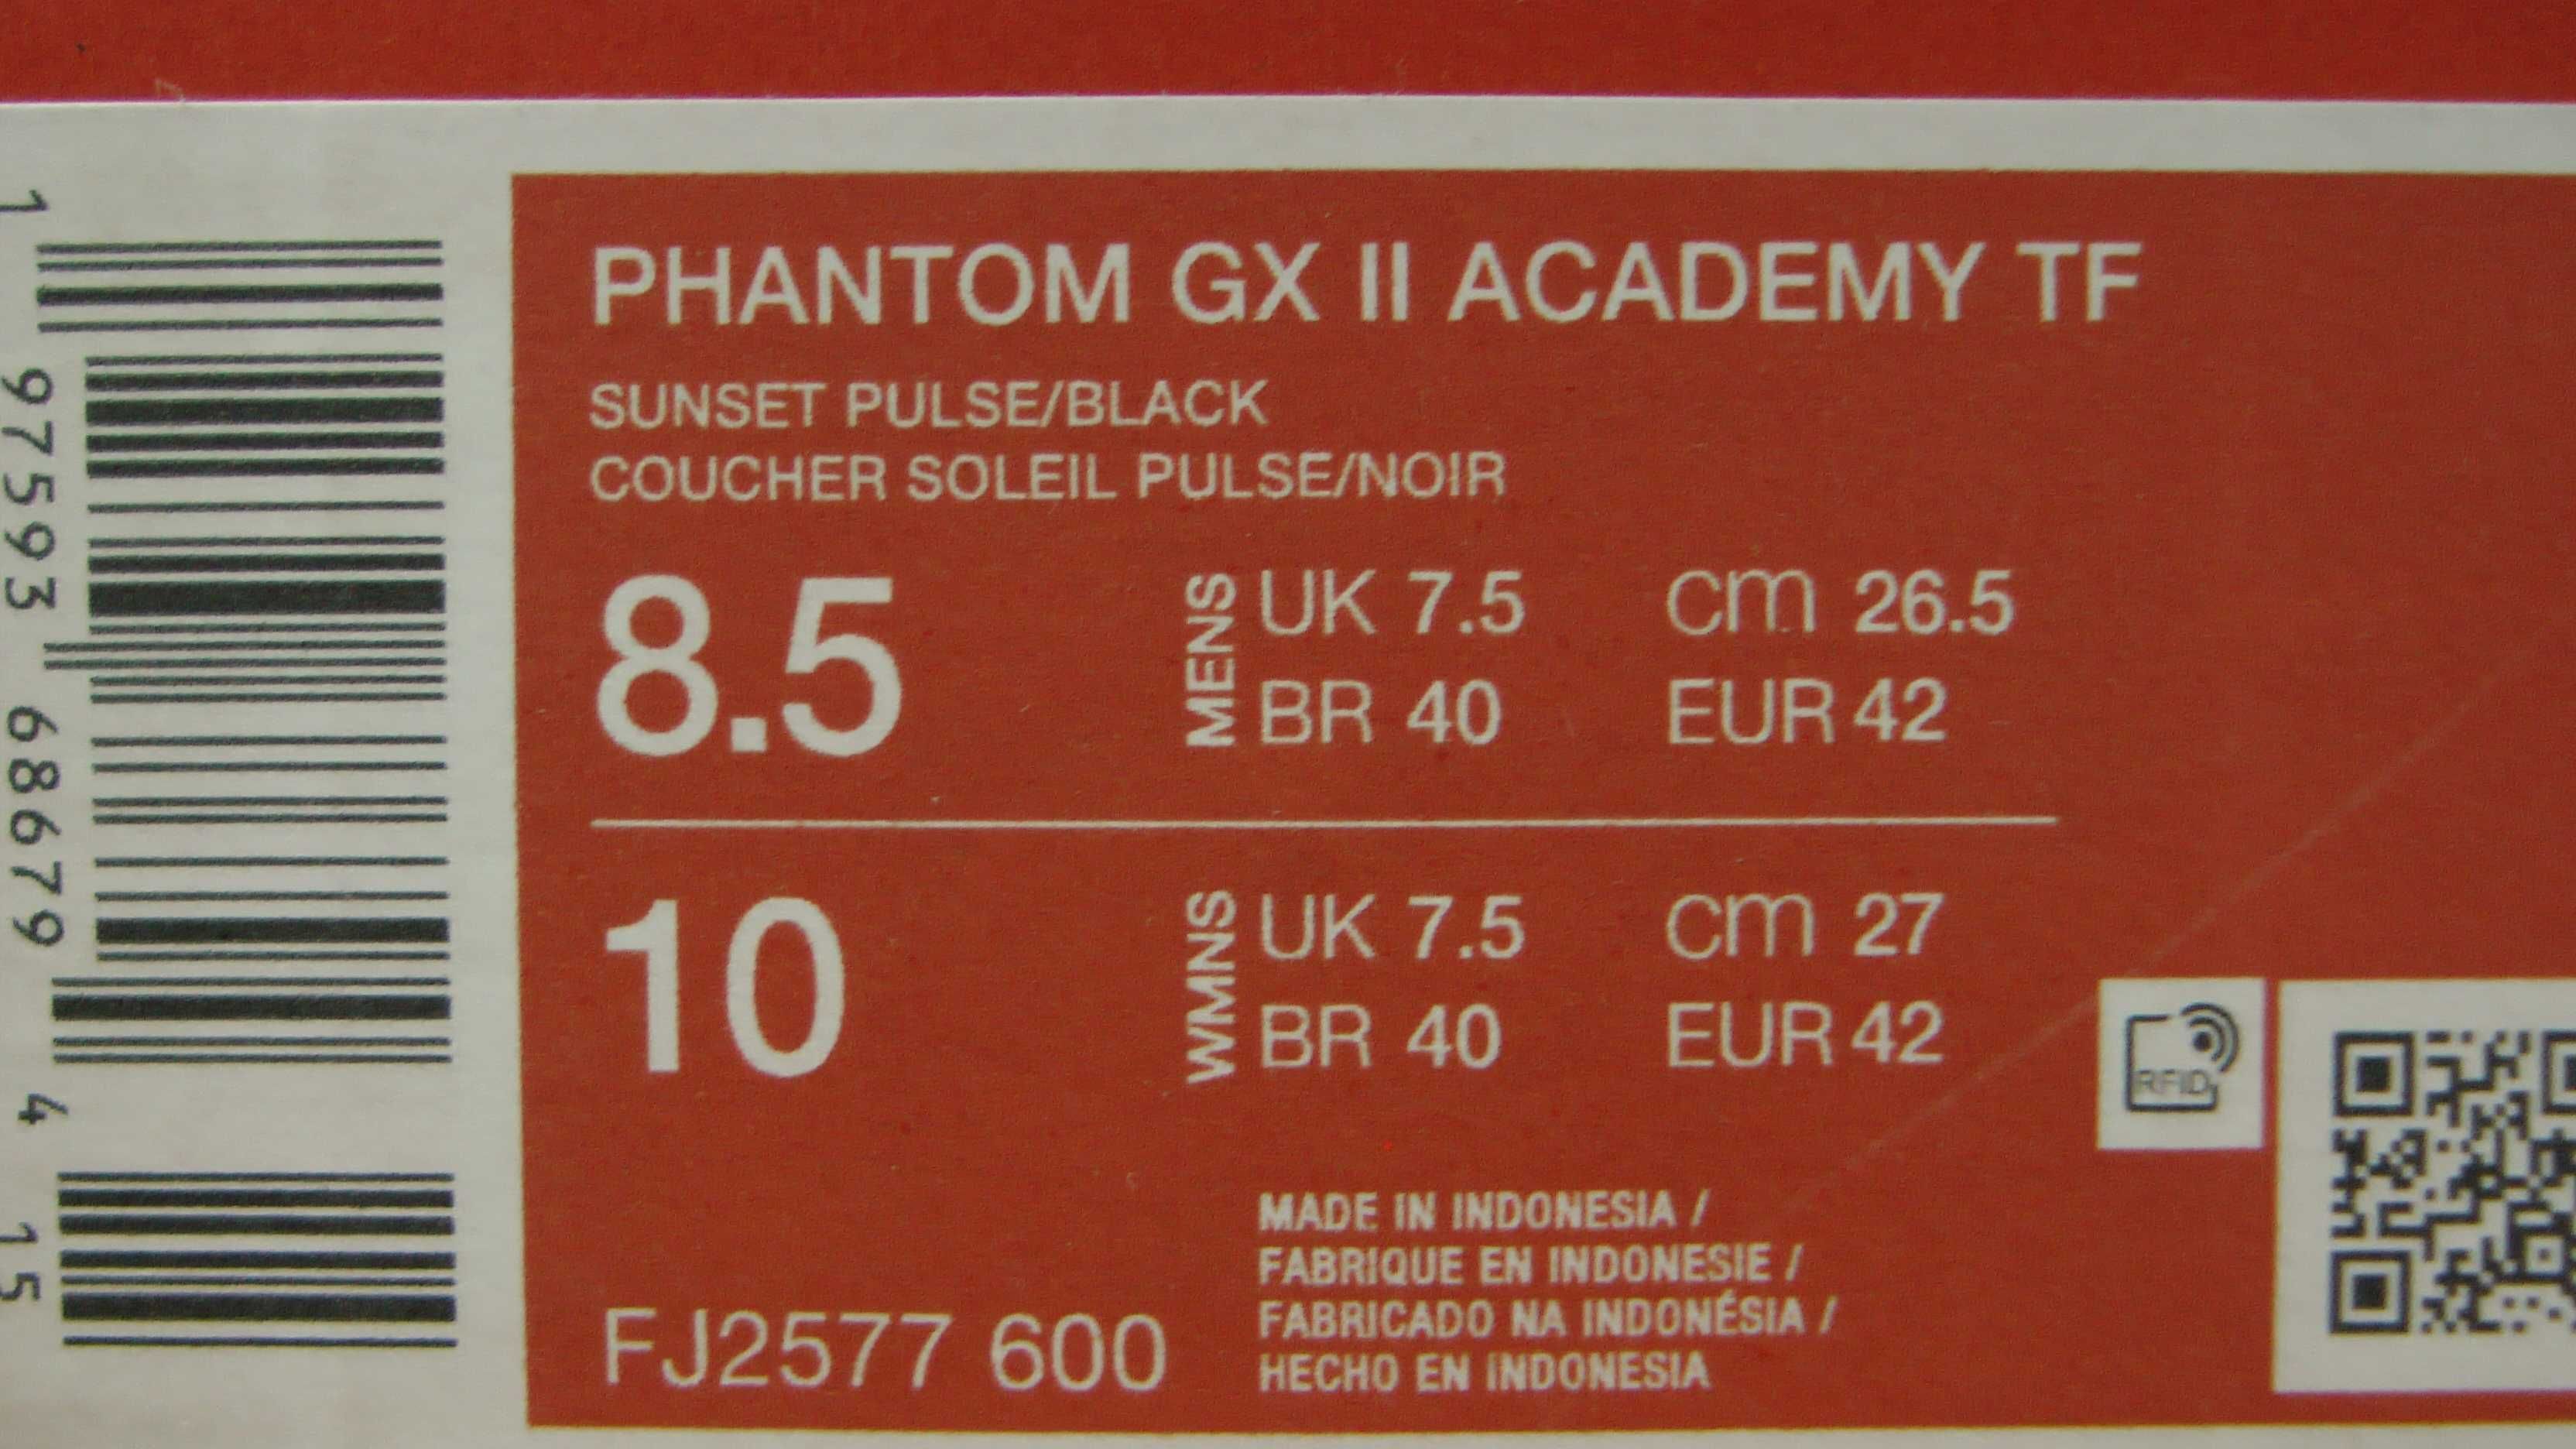 PHANTOM GX II ACADEMY TF
SUNSET PULSE/BLACK
COUCHER SOLEIL PULSE/NOIR
8.5 MENS UK 7.5 cm 26.5
BR 40 EUR 42
10 WMNS UK 7.5 cm 27
BR 40 EUR 42
RFID
MADE IN INDONESIA /
FABRIQUE EN INDONESIE /
FABRICADO NA INDONÉSIA /
HECHO EN INDONESIA
FJ2577 600
1 97593 68679 4 15